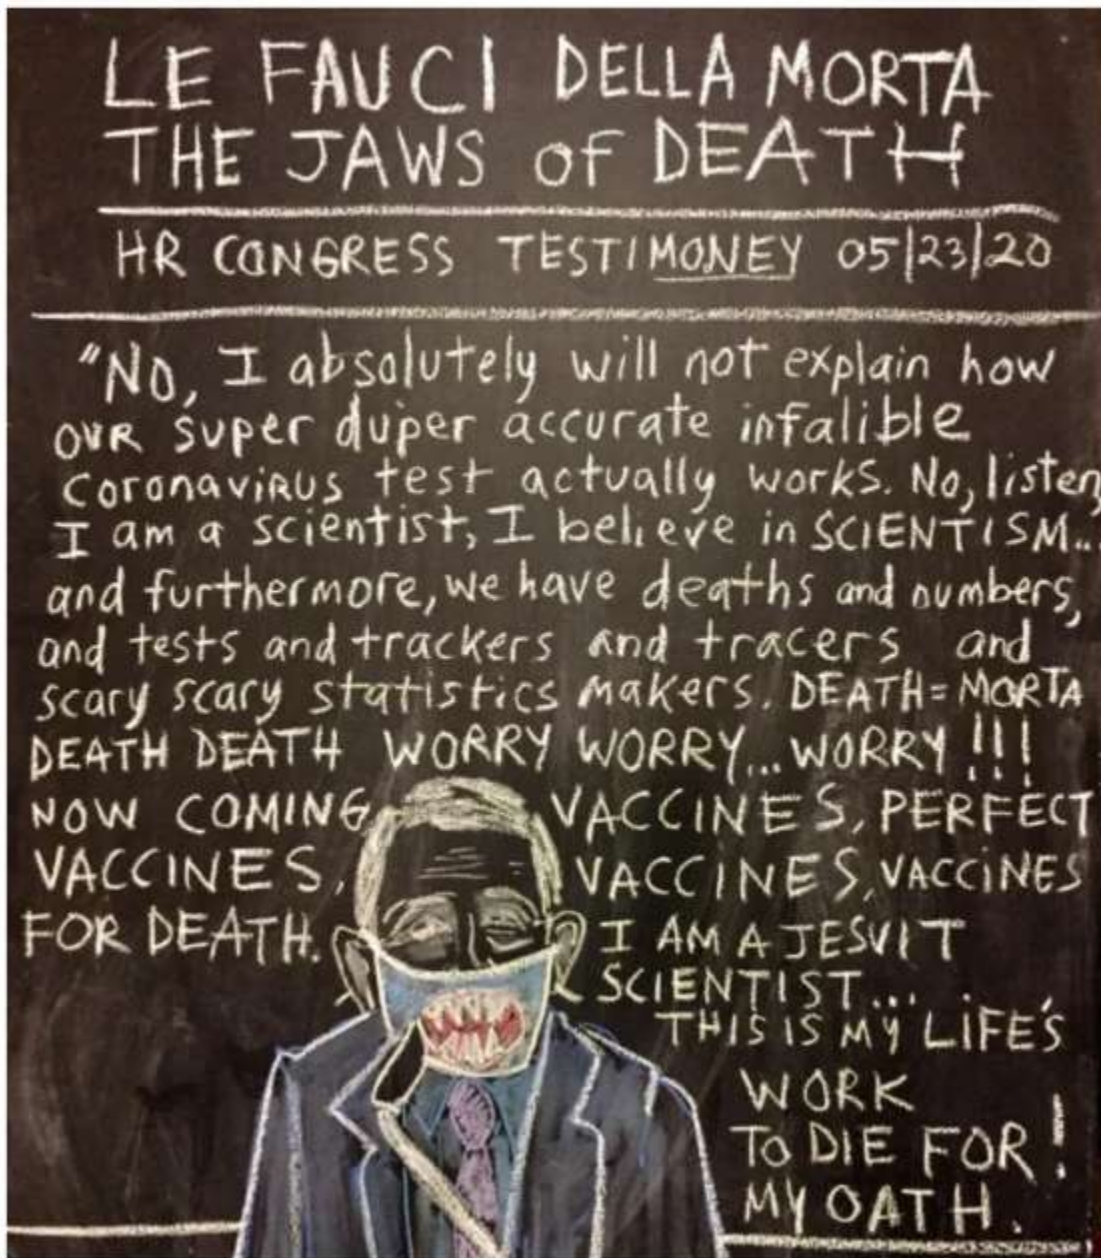 LE FAUCI DELLA MORTA
THE JAWS of DEATH
HR CONGRESS TESTIMONEY 05|23|20
"NO, I absolutely will not explain how
OUR super duper accurate infalible
coronaviRUS test actually works. No, listen,
I am a scientist, I believe in SCIENTISM...
and furthermore, we have deaths and numbers,
and tests and trackers and tracers and
scary scary statistics makers. DEATH=MORTA
DEATH DEATH WORRY WORRY... WORRY!!!
NOW COMING VACCINES, PERFECT
VACCINES, VACCINES, VACCINES
FOR DEATH. I AM A JESUIT
SCIENTIST...
THIS IS MY LIFE'S
WORK
TO DIE FOR!
MY OATH.